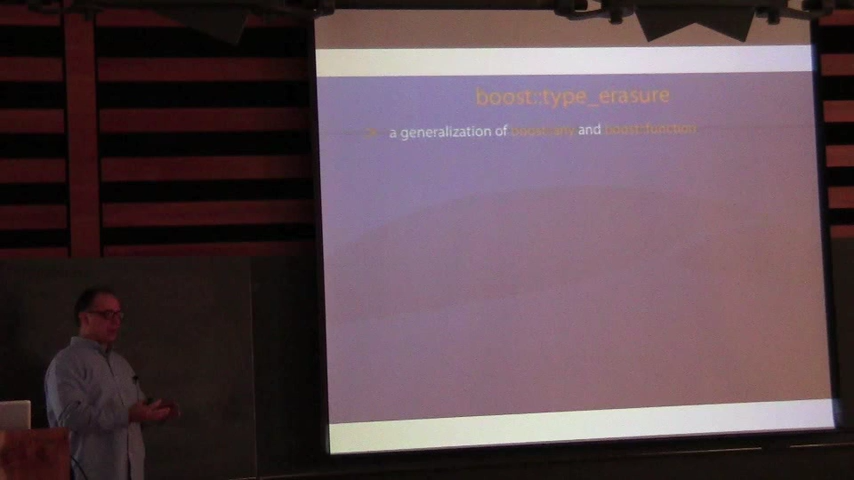 boost::type_erasure
a generalization of boost::any and boost::function